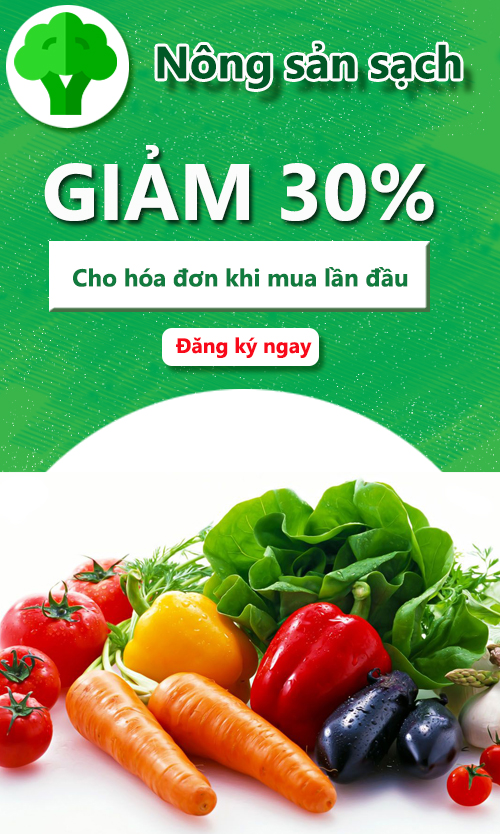 Nông sản sạch
GIẢM 30%
Cho hóa đơn khi mua lần đầu
Đăng ký ngay